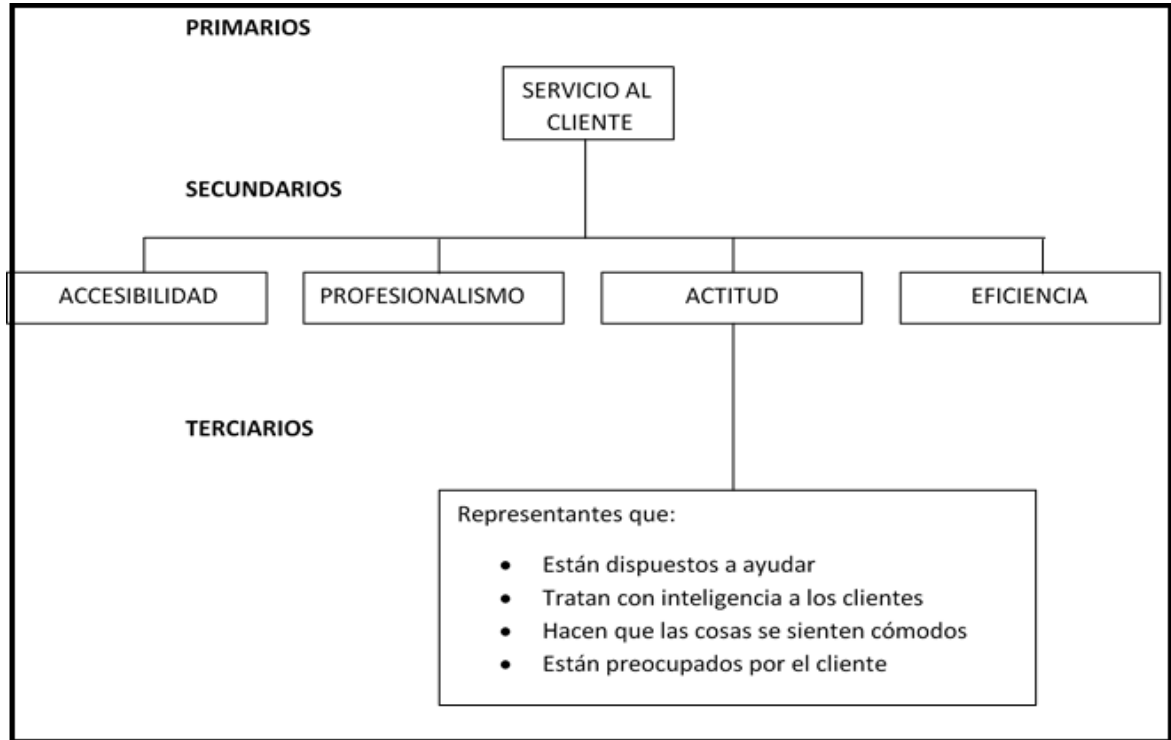 PRIMARIOS
SERVICIO AL
CLIENTE
SECUNDARIOS
ACCESIBILIDAD
PROFESIONALISMO
ACTITUD
EFICIENCIA
TERCIARIOS
Representantes que:
• Están dispuestos a ayudar
• Tratan con inteligencia a los clientes
• Hacen que las cosas se sienten cómodos
• Están preocupados por el cliente